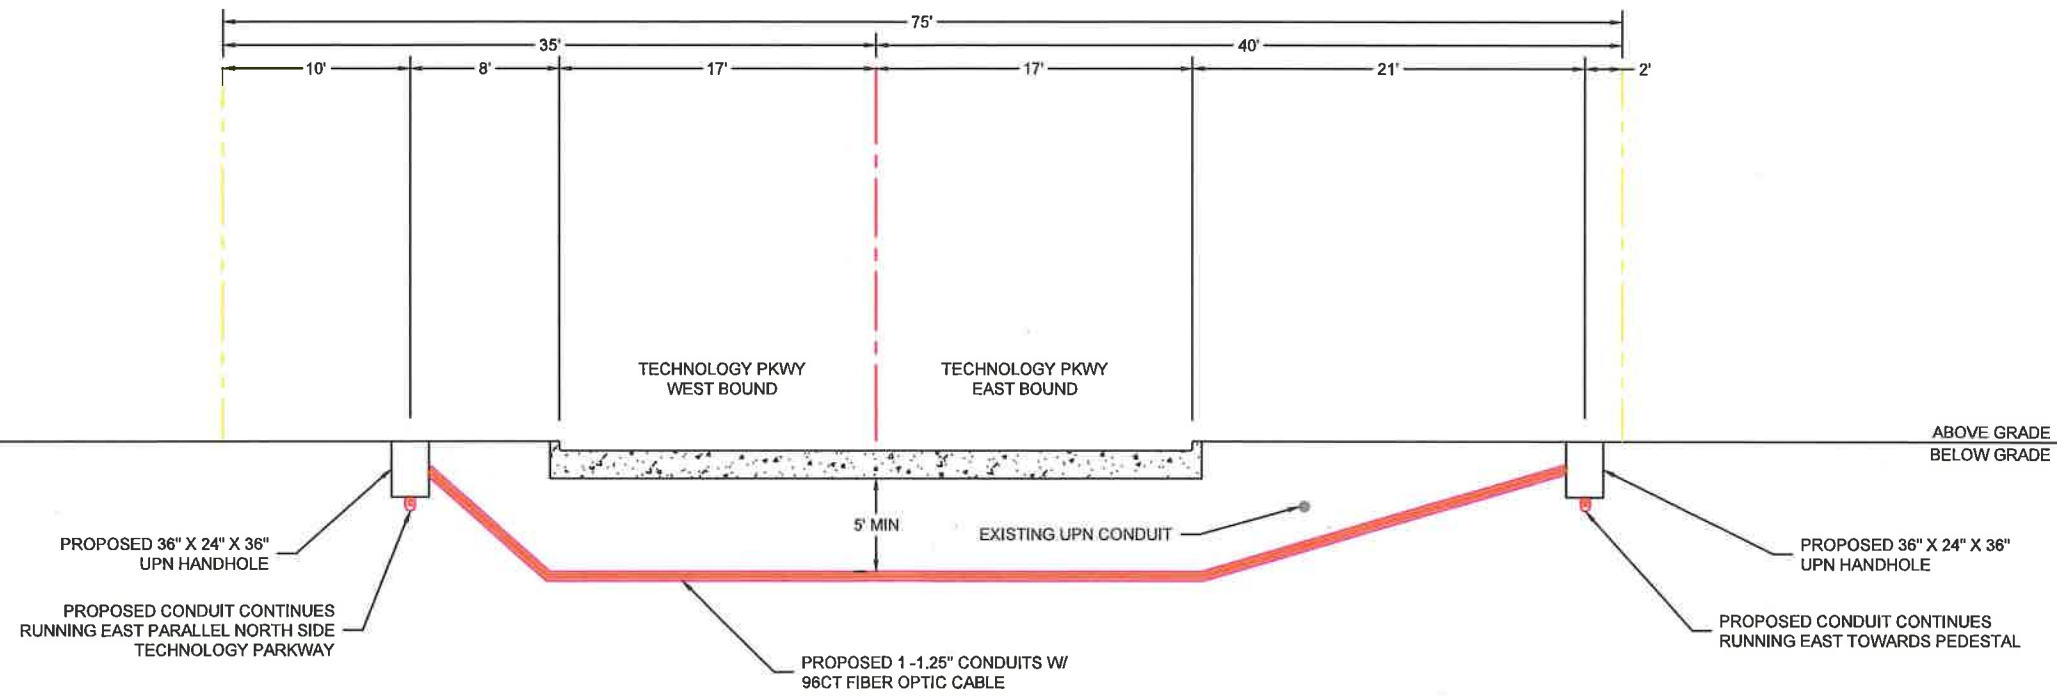 75'
35'
40'
10'
8'
17'
17'
21'
2'
TECHNOLOGY PKWY
WEST BOUND
TECHNOLOGY PKWY
EAST BOUND
ABOVE GRADE
BELOW GRADE
5' MIN
EXISTING UPN CONDUIT
PROPOSED 36" X 24" X 36"
UPN HANDHOLE
PROPOSED 36" X 24" X 36"
UPN HANDHOLE
PROPOSED CONDUIT CONTINUES
RUNNING EAST PARALLEL NORTH SIDE
TECHNOLOGY PARKWAY
PROPOSED CONDUIT CONTINUES
RUNNING EAST TOWARDS PEDESTAL
PROPOSED 1 -1.25" CONDUITS W/
96CT FIBER OPTIC CABLE